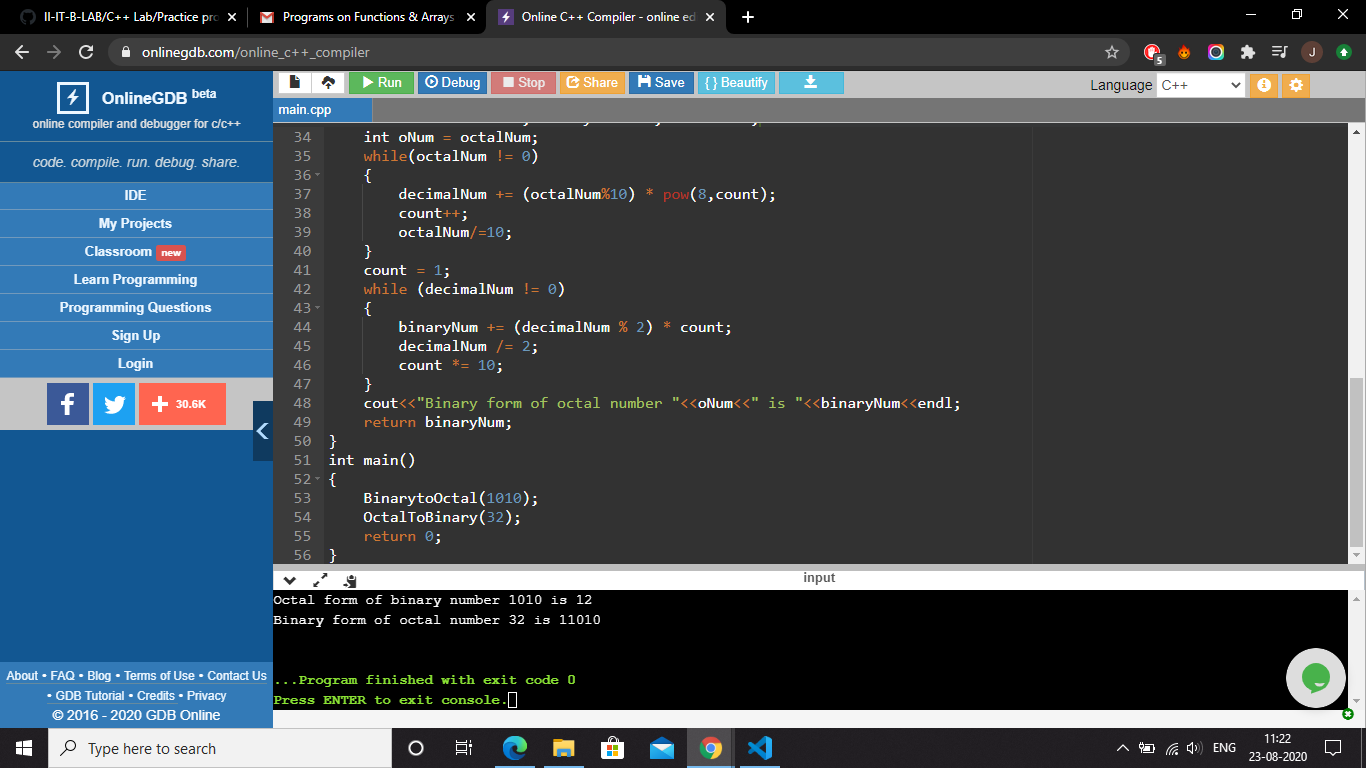 II-IT-B-LAB/C++ Lab/Practice pro
Programs on Functions & Arrays
Online C++ Compiler - online ed
onlinegdb.com/online_c++_compiler
5
J
OnlineGDB beta
online compiler and debugger for c/c++
code. compile. run. debug. share.
IDE
My Projects
Classroom new
Learn Programming
Programming Questions
Sign Up
Login
30.6K
About • FAQ • Blog • Terms of Use • Contact Us
• GDB Tutorial • Credits • Privacy
© 2016 - 2020 GDB Online
Run Debug Stop Share Save { } Beautify
Language C++
main.cpp
34 int oNum = octalNum;
35 while(octalNum != 0)
36 {
37 decimalNum += (octalNum%10) * pow(8,count);
38 count++;
39 octalNum/=10;
40 }
41 count = 1;
42 while (decimalNum != 0)
43 {
44 binaryNum += (decimalNum % 2) * count;
45 decimalNum /= 2;
46 count *= 10;
47 }
48 cout<<"Binary form of octal number "<<oNum<<" is "<<binaryNum<<endl;
49 return binaryNum;
50 }
51 int main()
52 {
53 BinarytoOctal(1010);
54 OctalToBinary(32);
55 return 0;
56 }
input
Octal form of binary number 1010 is 12
Binary form of octal number 32 is 11010
...Program finished with exit code 0
Press ENTER to exit console.
Type here to search
ENG
11:22
23-08-2020